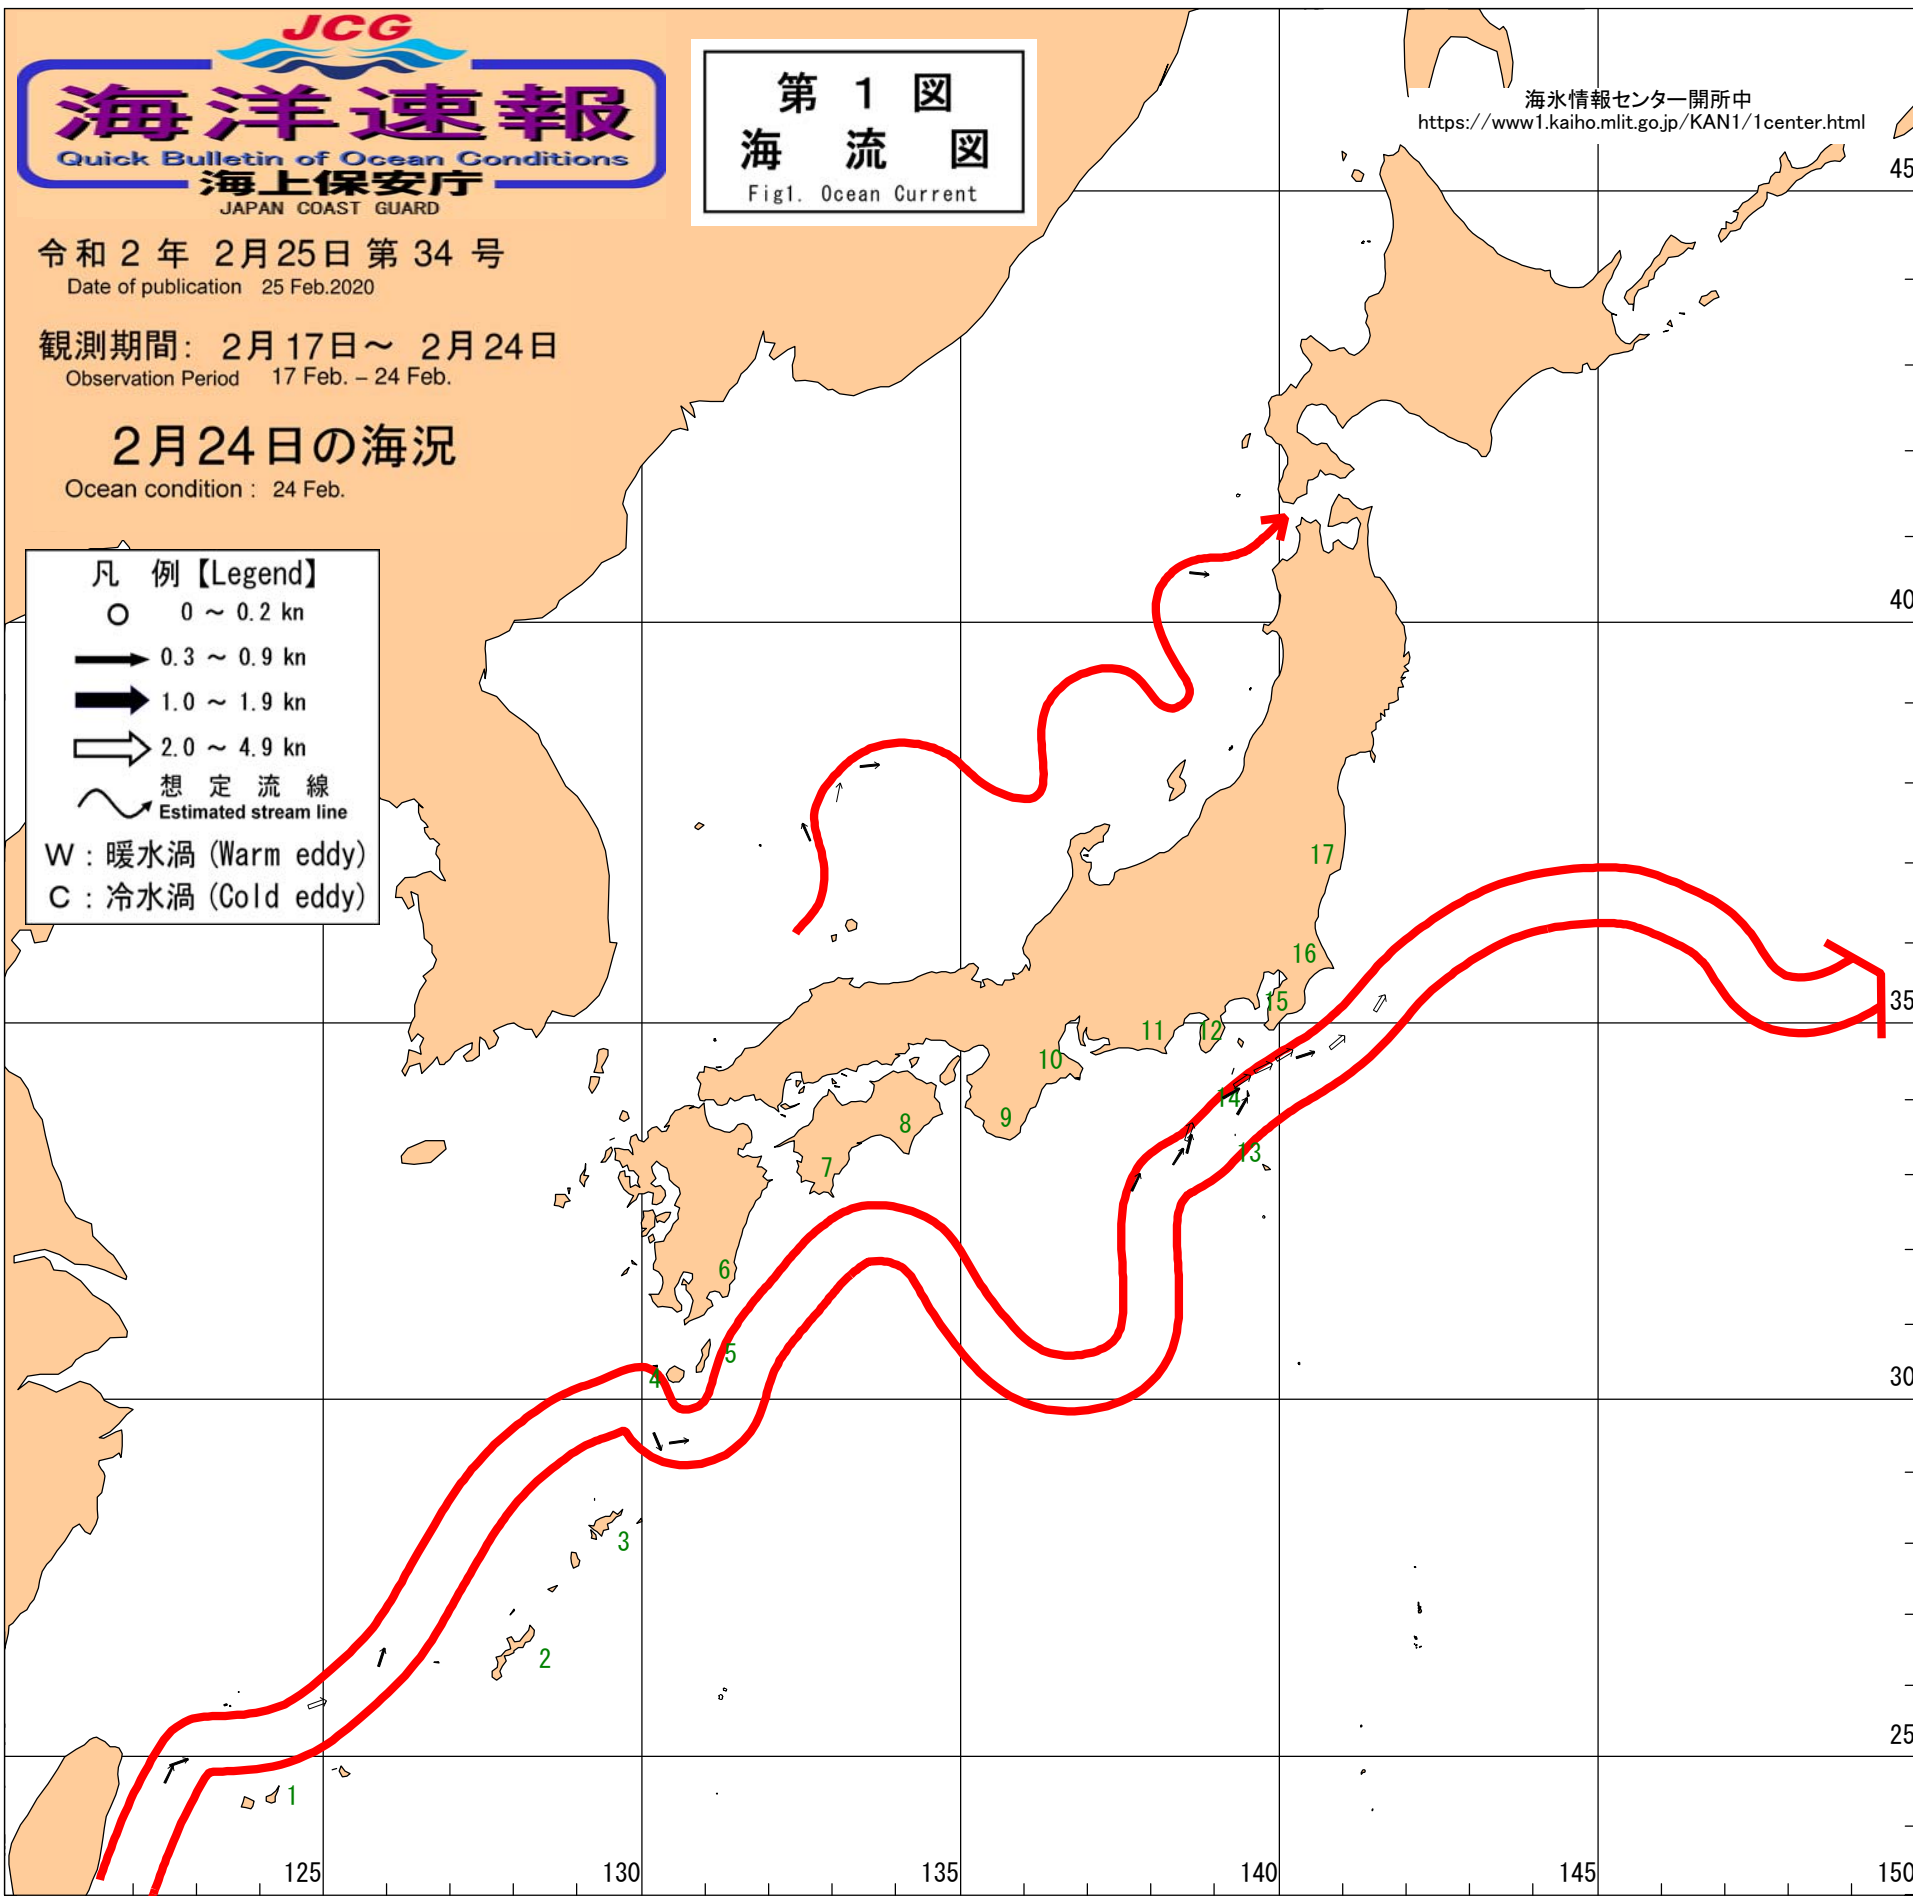 JCG
海洋速報
Quick Bulletin of Ocean Conditions
海上保安庁
JAPAN COAST GUARD
第 1 図
海 流 図
Fig1. Ocean Current
海氷情報センター開所中
https://www1.kaiho.mlit.go.jp/KAN1/1center.html
令和 2 年 2月25日 第 34 号
Date of publication 25 Feb.2020
観測期間: 2月17日~ 2月24日
Observation Period 17 Feb. – 24 Feb.
2月24日の海況
Ocean condition : 24 Feb.
凡 例【Legend】
0 ~ 0.2 kn
0.3 ~ 0.9 kn
1.0 ~ 1.9 kn
2.0 ~ 4.9 kn
想 定 流 線
Estimated stream line
W : 暖水渦 (Warm eddy)
C : 冷水渦 (Cold eddy)
45
40
35
30
25
17
16
15
12
11
10
14
13
9
8
7
6
5
4
3
2
1
125
130
135
140
145
150